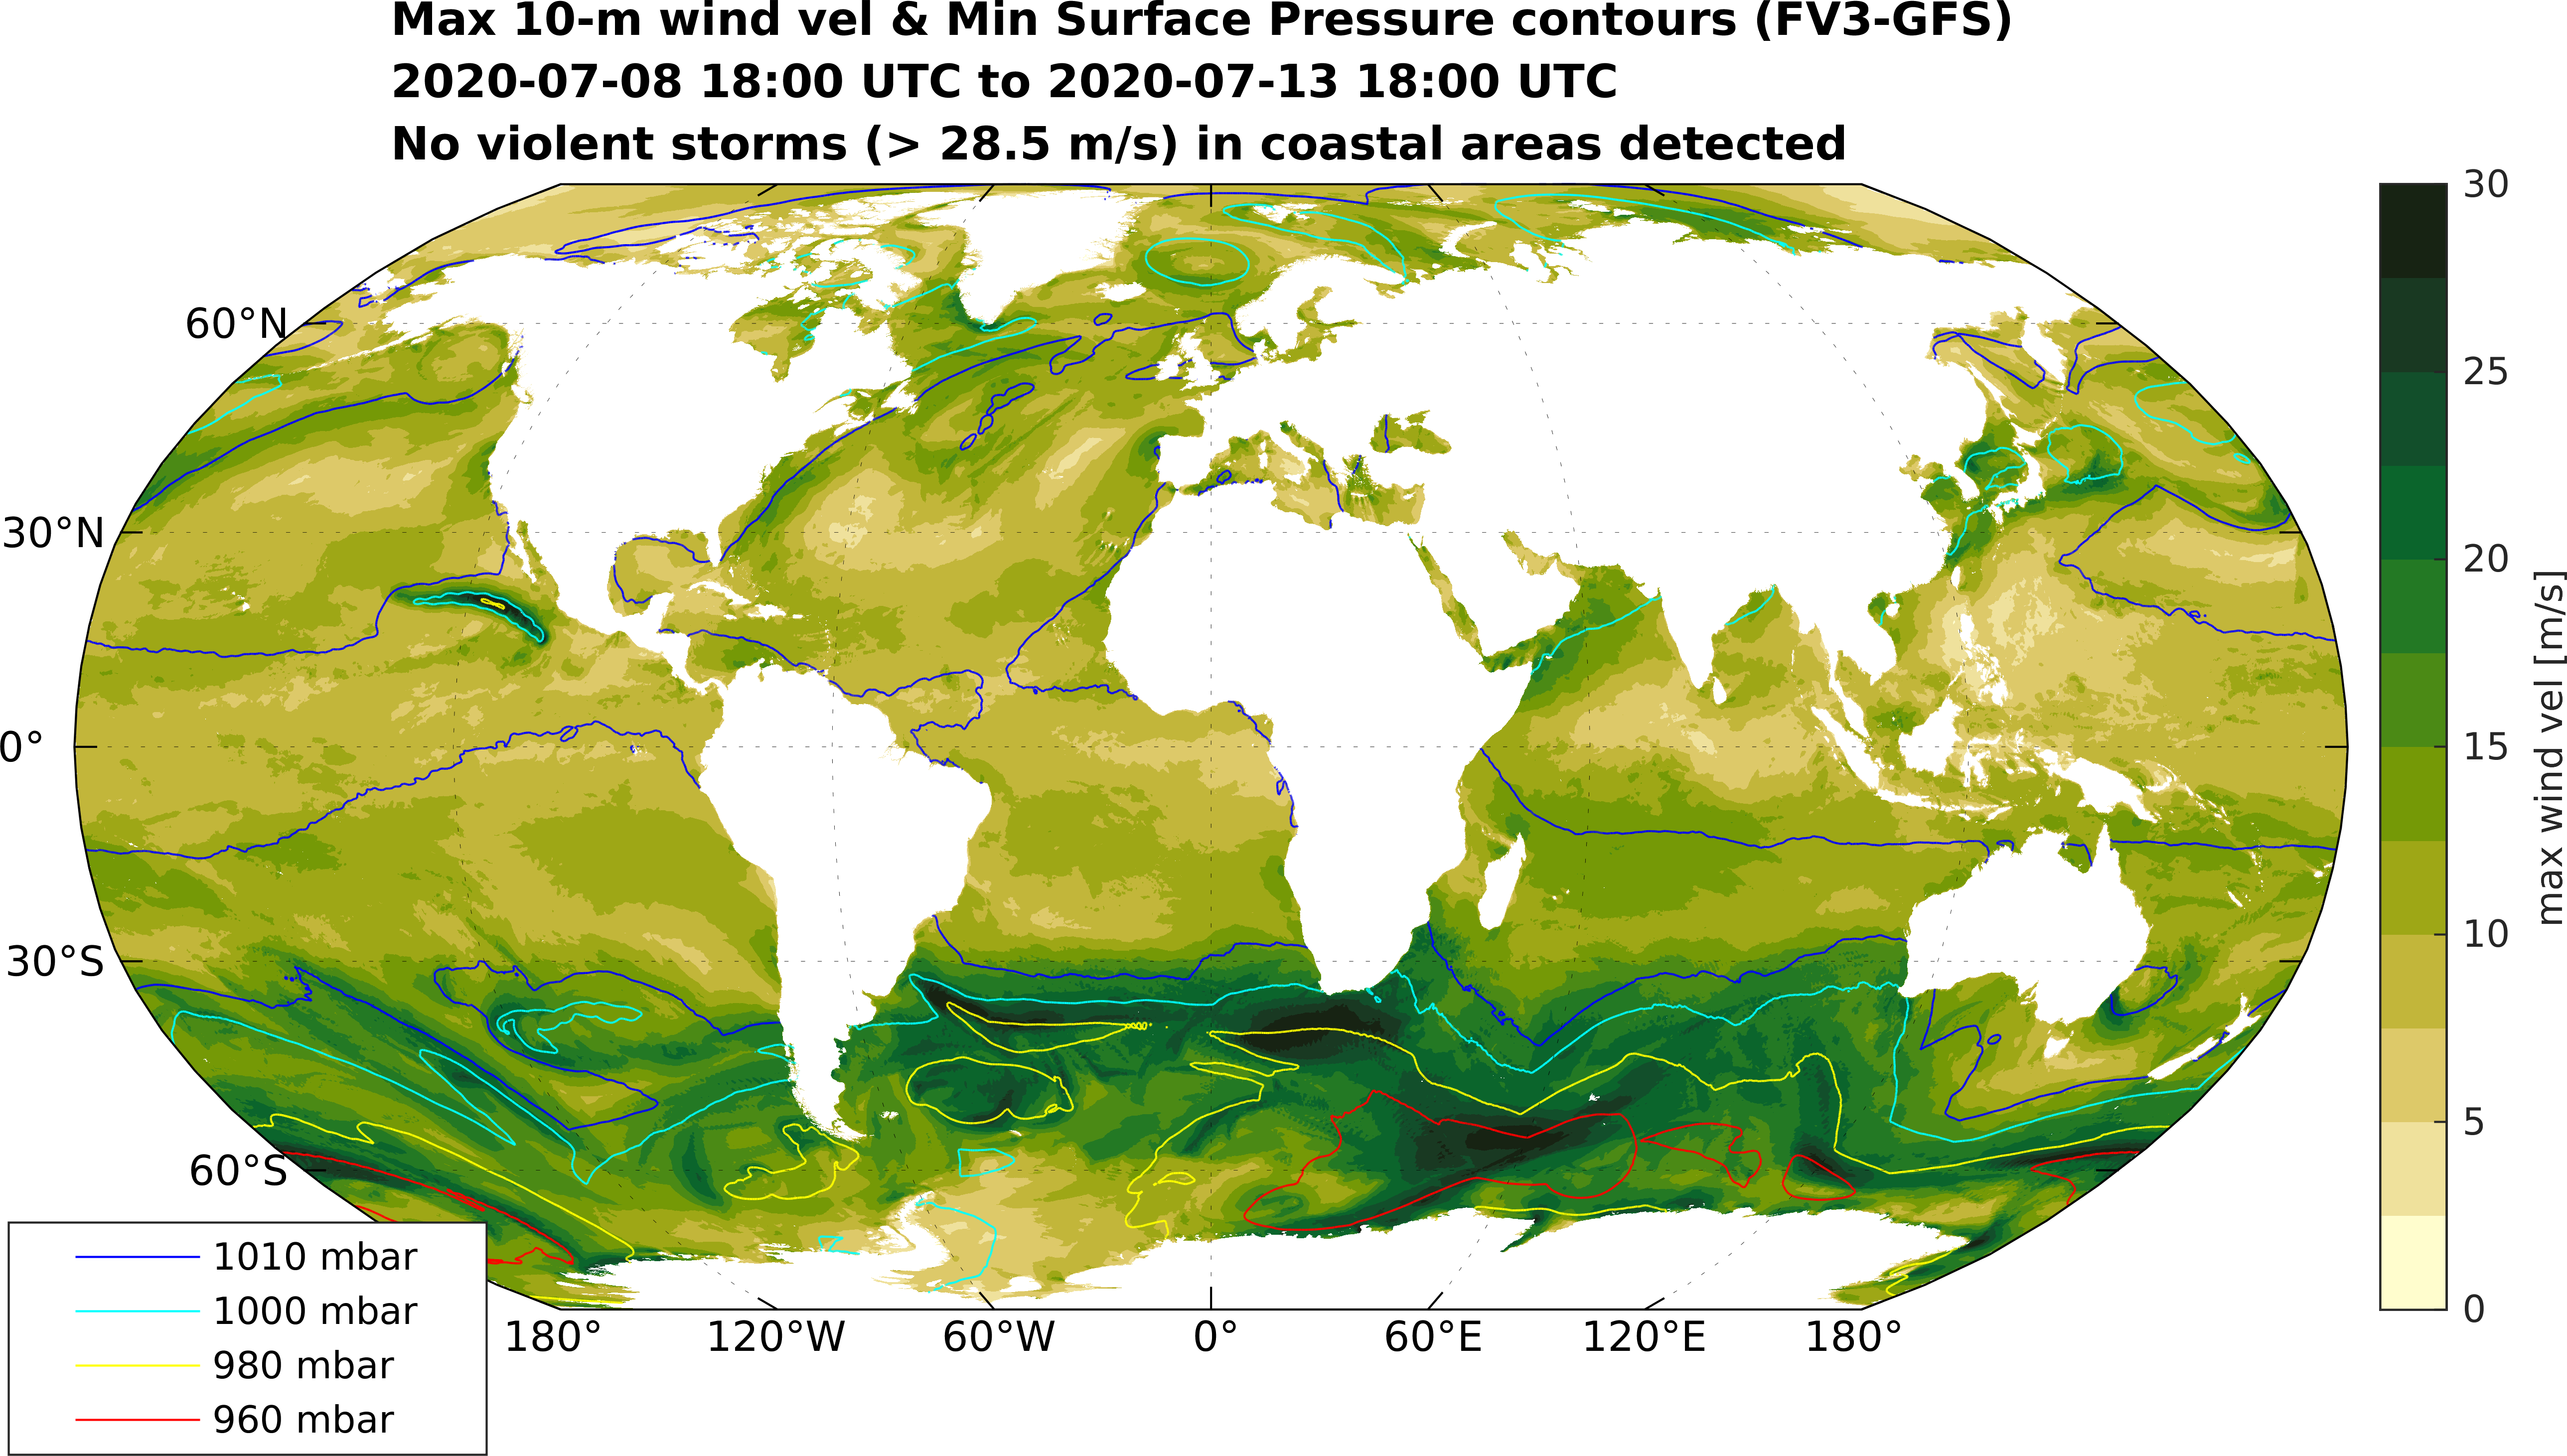 Max 10-m wind vel & Min Surface Pressure contours (FV3-GFS)
2020-07-08 18:00 UTC to 2020-07-13 18:00 UTC
No violent storms (> 28.5 m/s) in coastal areas detected
60°N
30°N
0°
30°S
60°S
180°
120°W
60°W
0°
60°E
120°E
180°
1010 mbar
1000 mbar
980 mbar
960 mbar
30
25
20
15
10
5
0
max wind vel [m/s]